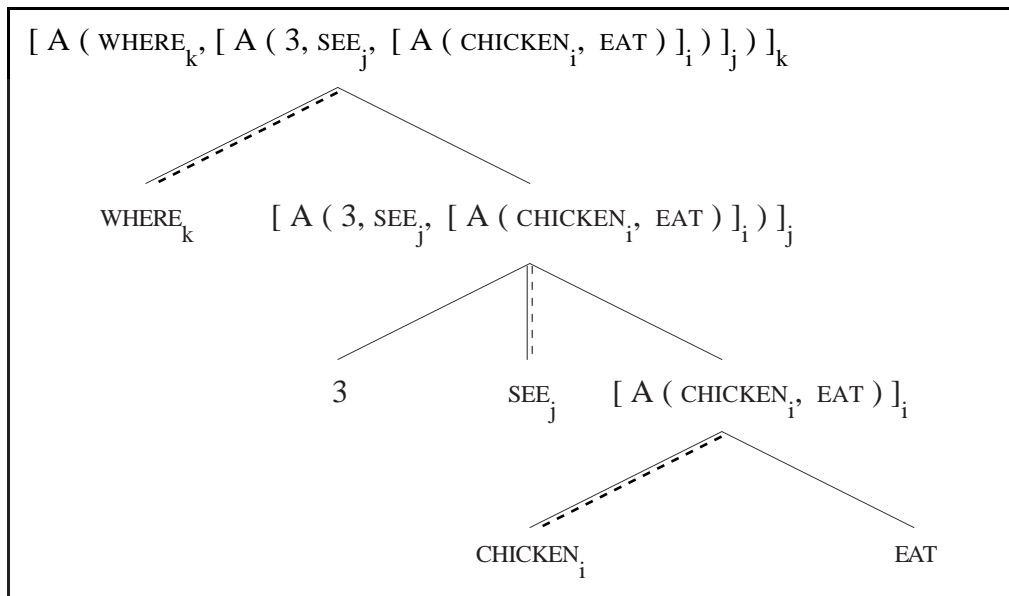 [ A ( WHEREₖ, [ A ( 3, SEEⱼ, [ A ( CHICKENᵢ, EAT ) ]ᵢ ) ]ⱼ ) ]ₖ
WHEREₖ [ A ( 3, SEEⱼ, [ A ( CHICKENᵢ, EAT ) ]ᵢ ) ]ⱼ
3 SEEⱼ [ A ( CHICKENᵢ, EAT ) ]ᵢ
CHICKENᵢ EAT